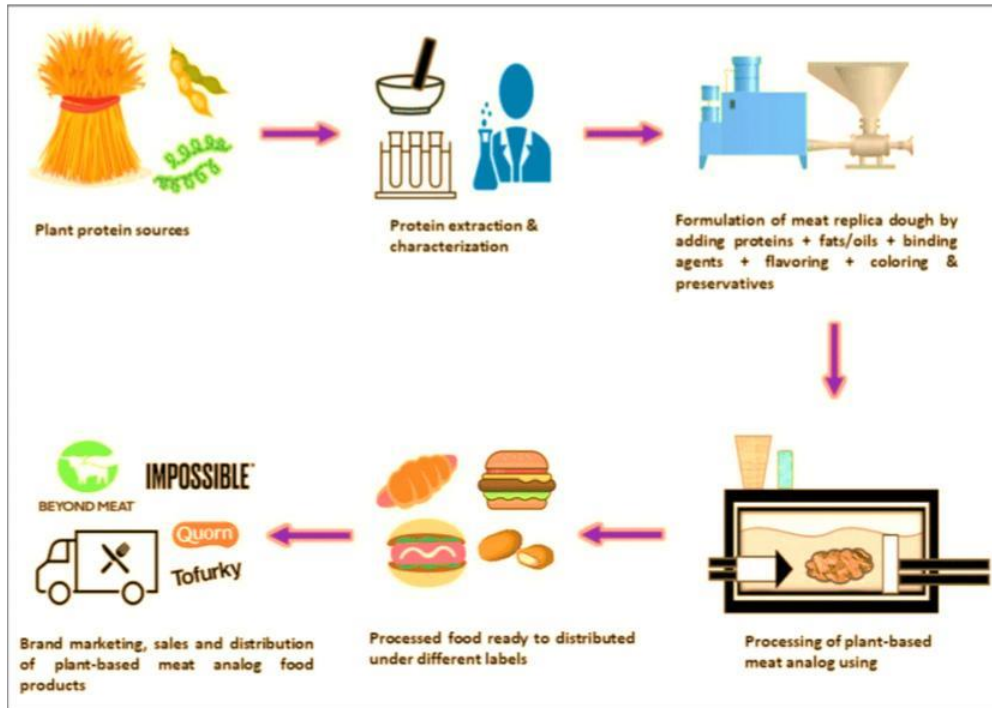 Plant protein sources
Protein extraction &
characterization
Formulation of meat replica dough by
adding proteins + fats/oils + binding
agents + flavoring + coloring &
preservatives
BEYOND MEAT
IMPOSSIBLE™
Quorn
Tofurky
Brand marketing, sales and distribution
of plant-based meat analog food
products
Processed food ready to distributed
under different labels
Processing of plant-based
meat analog using